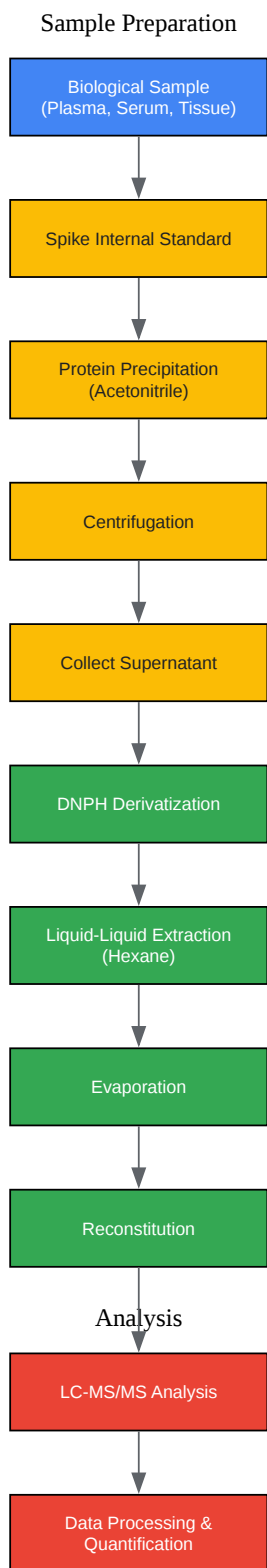 Sample Preparation
Biological Sample
(Plasma, Serum, Tissue)
Spike Internal Standard
Protein Precipitation
(Acetonitrile)
Centrifugation
Collect Supernatant
DNPH Derivatization
Liquid-Liquid Extraction
(Hexane)
Evaporation
Reconstitution
Analysis
LC-MS/MS Analysis
Data Processing &
Quantification